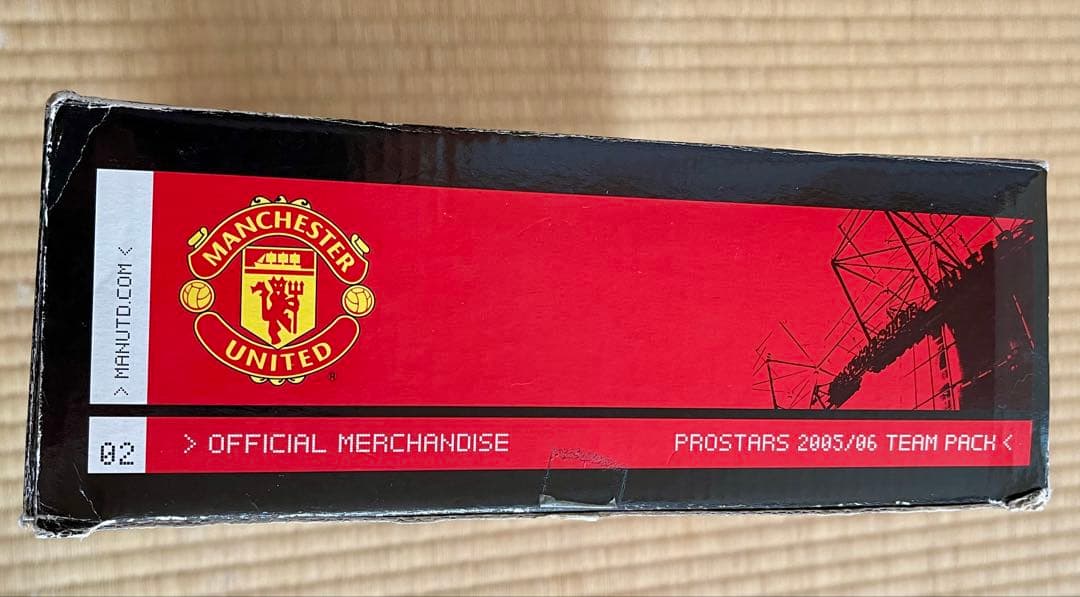 > MANUTD.COM <
MANCHESTER
UNITED
®
02
> OFFICIAL MERCHANDISE
PROSTARS 2005/06 TEAM PACK <